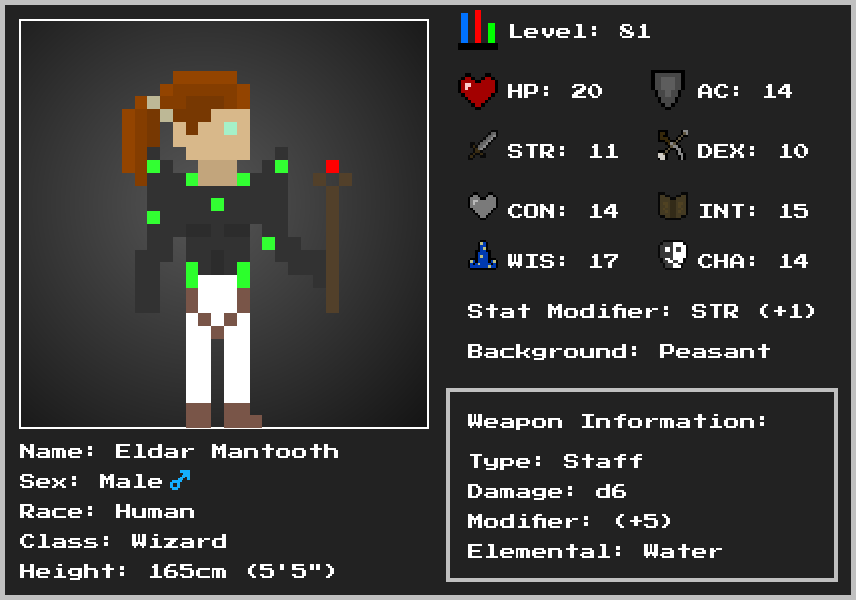 Level: 81
HP: 20 AC: 14
STR: 11 DEX: 10
CON: 14 INT: 15
WIS: 17 CHA: 14
Stat Modifier: STR (+1)
Background: Peasant
Weapon Information:
Type: Staff
Damage: d6
Modifier: (+5)
Elemental: Water
Name: Eldar Mantooth
Sex: Male ♂
Race: Human
Class: Wizard
Height: 165cm (5'5")